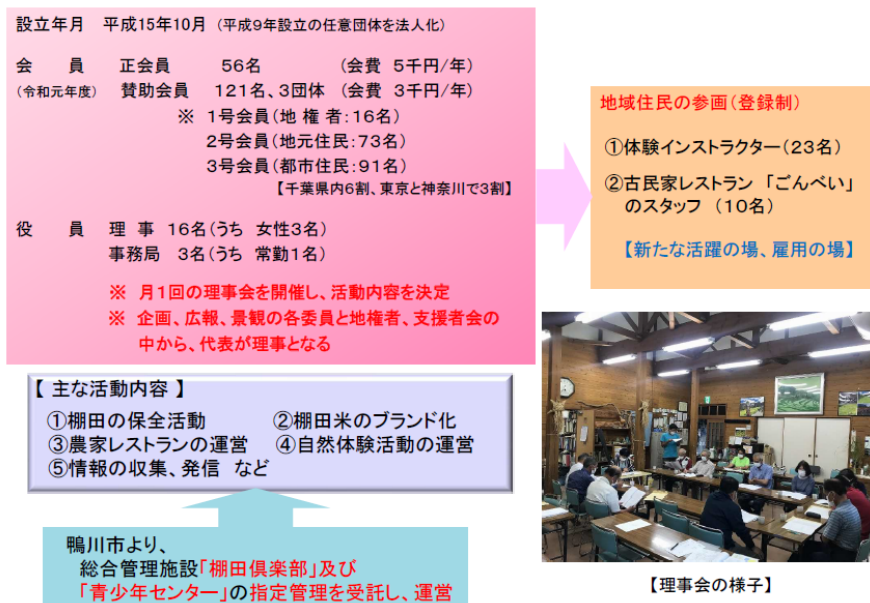 設立年月　平成15年10月（平成9年設立の任意団体を法人化）
会　　員　　正会員　　　56名　　　（会費　5千円/年）
（令和元年度）　賛助会員　121名、3団体　（会費　3千円/年）
※　1号会員（地 権 者：16名）
2号会員（地元住民：73名）
3号会員（都市住民：91名）
【千葉県内6割、東京と神奈川で3割】
役　　員　理　事　16名（うち　女性3名）
事務局　3名（うち　常勤1名）
※　月1回の理事会を開催し、活動内容を決定
※　企画、広報、景観の各委員と地権者、支援者会の
中から、代表が理事となる
地域住民の参画（登録制）
①体験インストラクター（23名）
②古民家レストラン　「ごんべい」
のスタッフ　（10名）
【新たな活躍の場、雇用の場】
【 主な活動内容 】
①棚田の保全活動　　　②棚田米のブランド化
③農家レストランの運営　④自然体験活動の運営
⑤情報の収集、発信　など
鴨川市より、
総合管理施設「棚田倶楽部」及び
「青少年センター」の指定管理を受託し、運営
【理事会の様子】